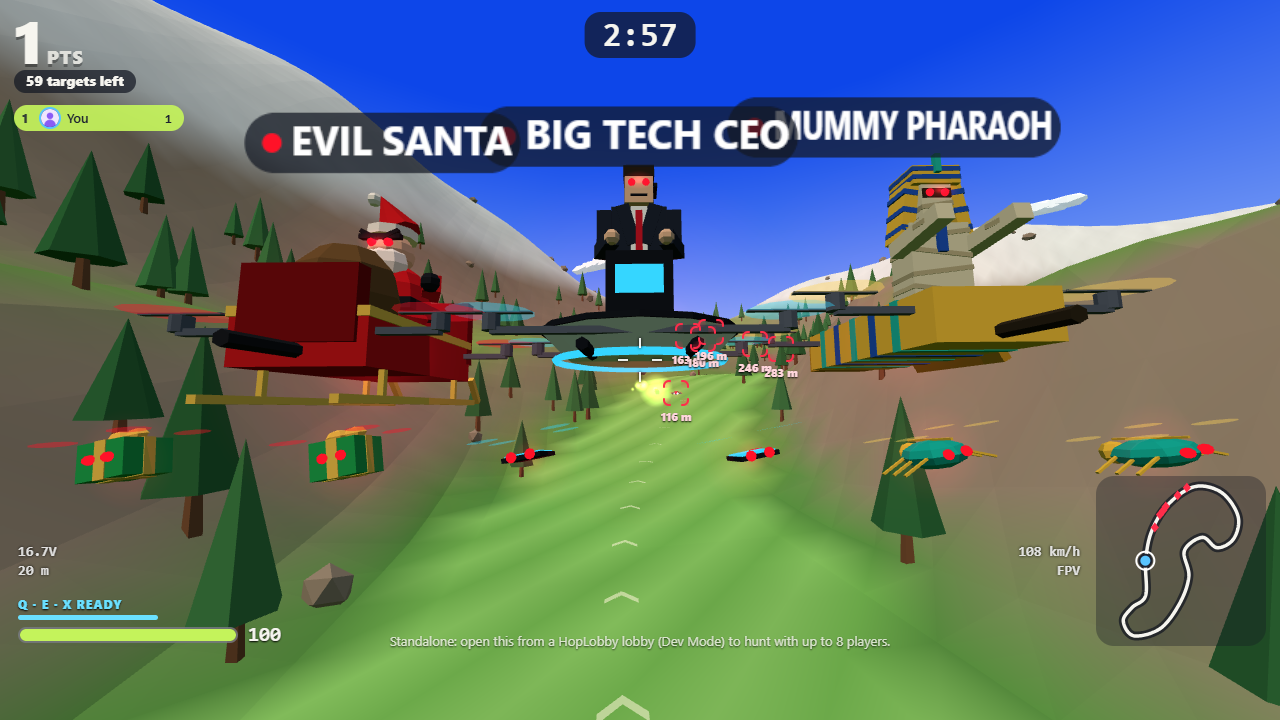 1 PTS
2:57
59 targets left
1 You 1
EVIL SANTA
BIG TECH CEO
MUMMY PHARAOH
196 m
180 m
246 m
283 m
116 m
16.7V
20 m
108 km/h
FPV
Q · E · X READY
100
Standalone: open this from a HopLobby lobby (Dev Mode) to hunt with up to 8 players.